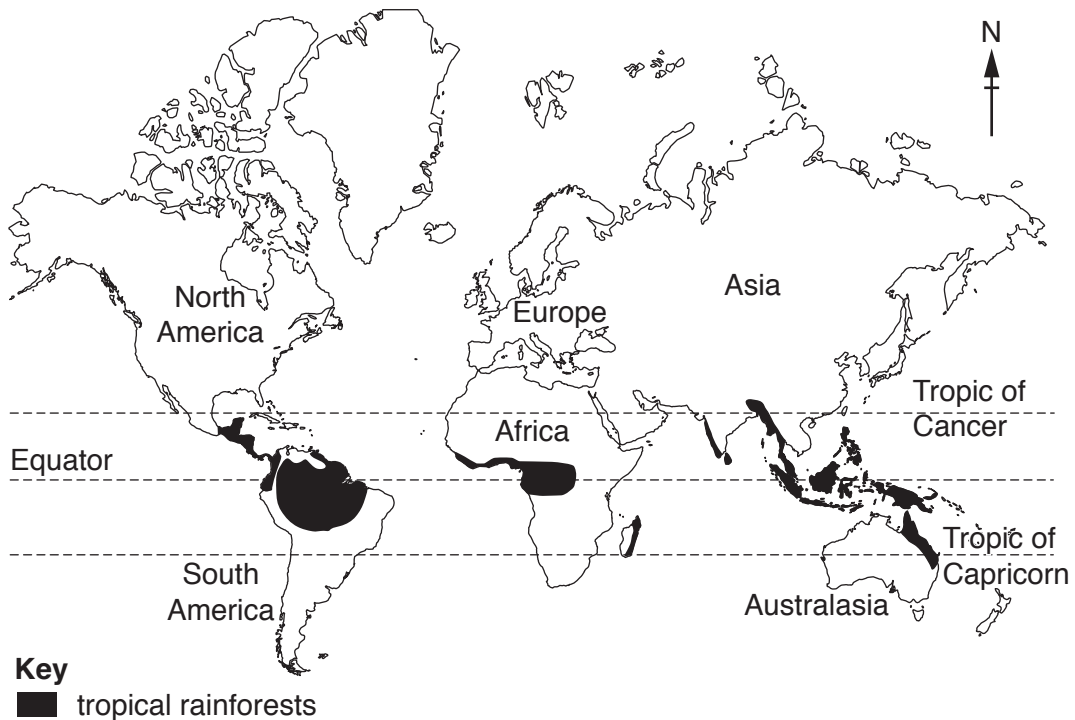 N
North
America
Europe
Asia
Tropic of
Cancer
Africa
Equator
Tropic of
Capricorn
South
America
Australasia
Key
tropical rainforests